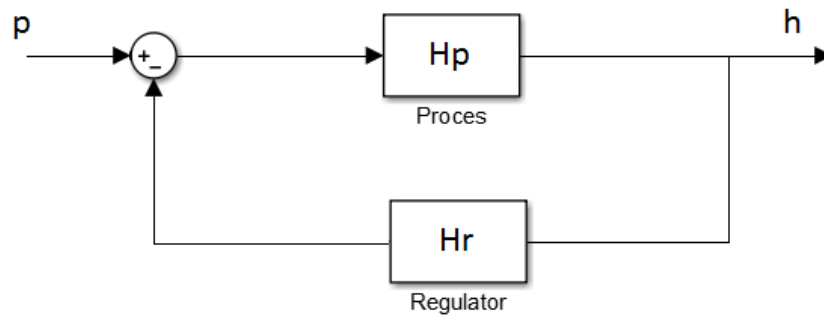 p
h
+
−
Hp
Proces
Hr
Regulator